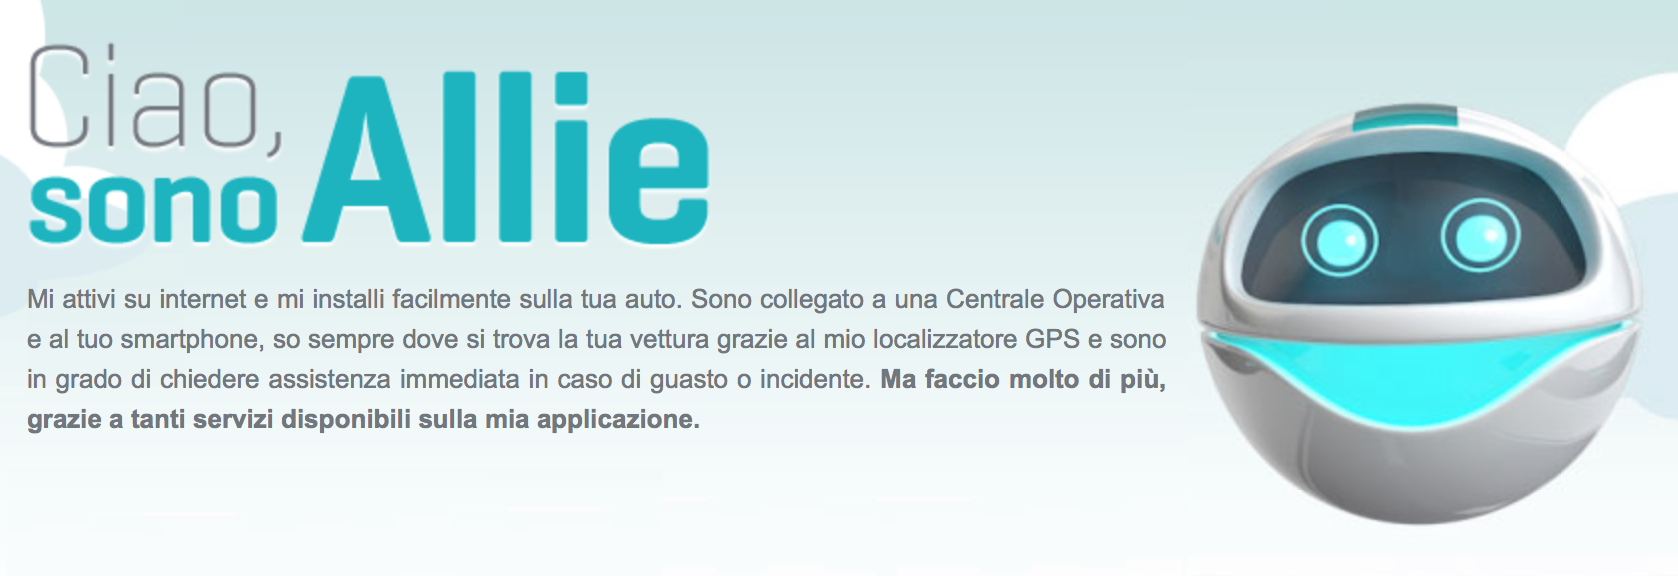 Ciao,
sono Allie
Mi attivi su internet e mi installi facilmente sulla tua auto. Sono collegato a una Centrale Operativa
e al tuo smartphone, so sempre dove si trova la tua vettura grazie al mio localizzatore GPS e sono
in grado di chiedere assistenza immediata in caso di guasto o incidente. Ma faccio molto di più,
grazie a tanti servizi disponibili sulla mia applicazione.